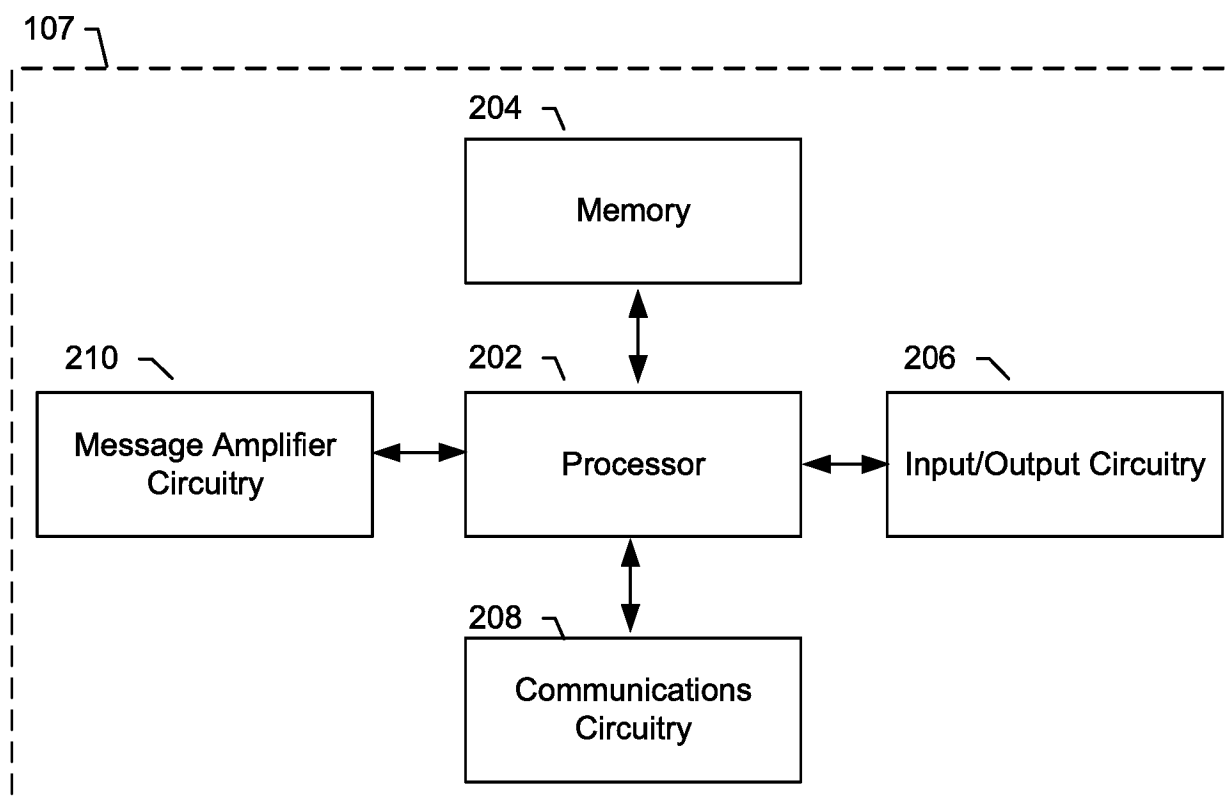 107
204
Memory
210
202
206
Message Amplifier
Circuitry
Processor
Input/Output Circuitry
208
Communications
Circuitry